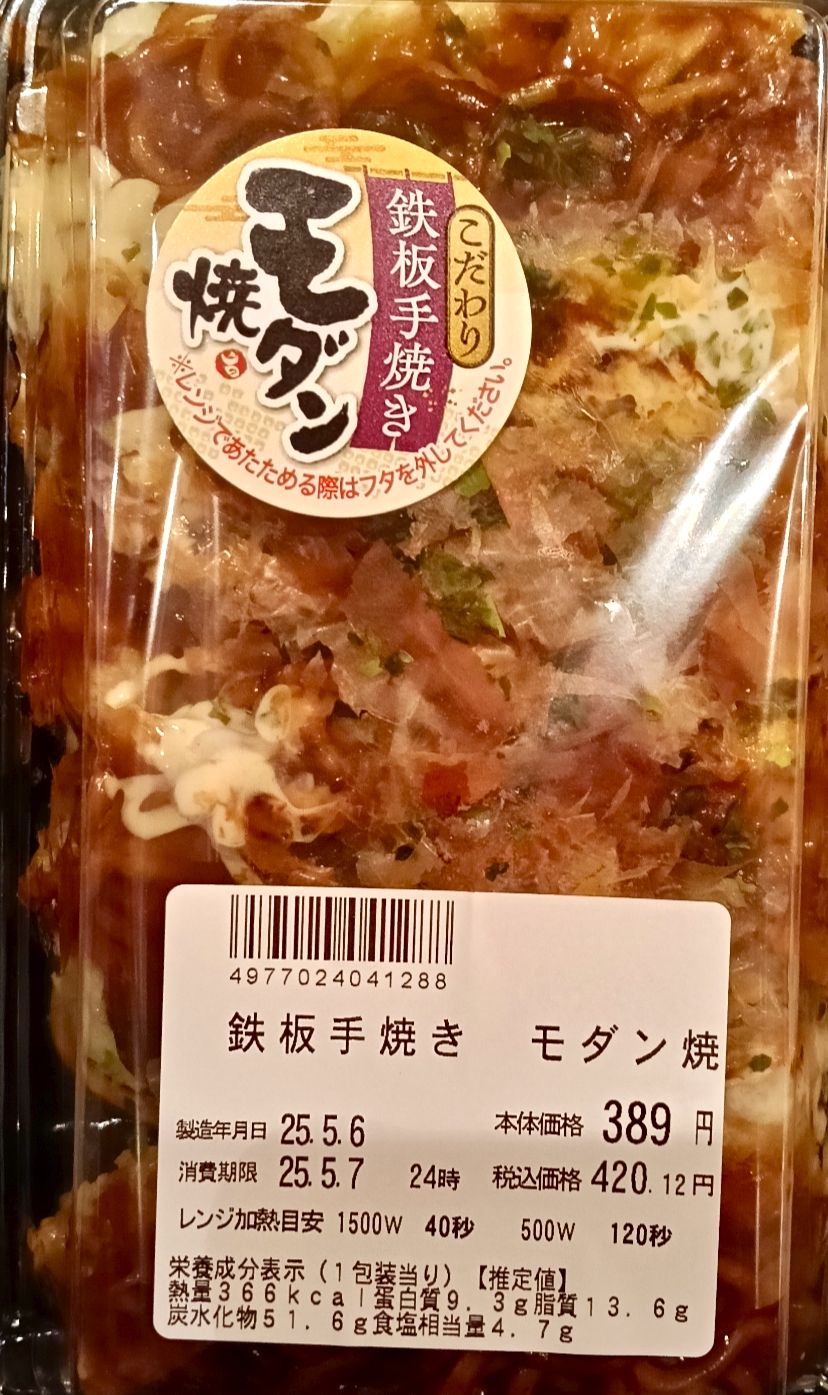 こだわり
鉄板手焼き
モダン
焼
※レンジであたためる際はフタを外してください。
4977024041288
鉄板手焼き モダン焼
製造年月日 25.5.6 本体価格 389 円
消費期限 25.5.7 24時 税込価格 420.12円
レンジ加熱目安 1500W 40秒 500W 120秒
栄養成分表示(1包装当り)【推定値】
熱量366kcal蛋白質9.3g脂質13.6g
炭水化物51.6g食塩相当量4.7g